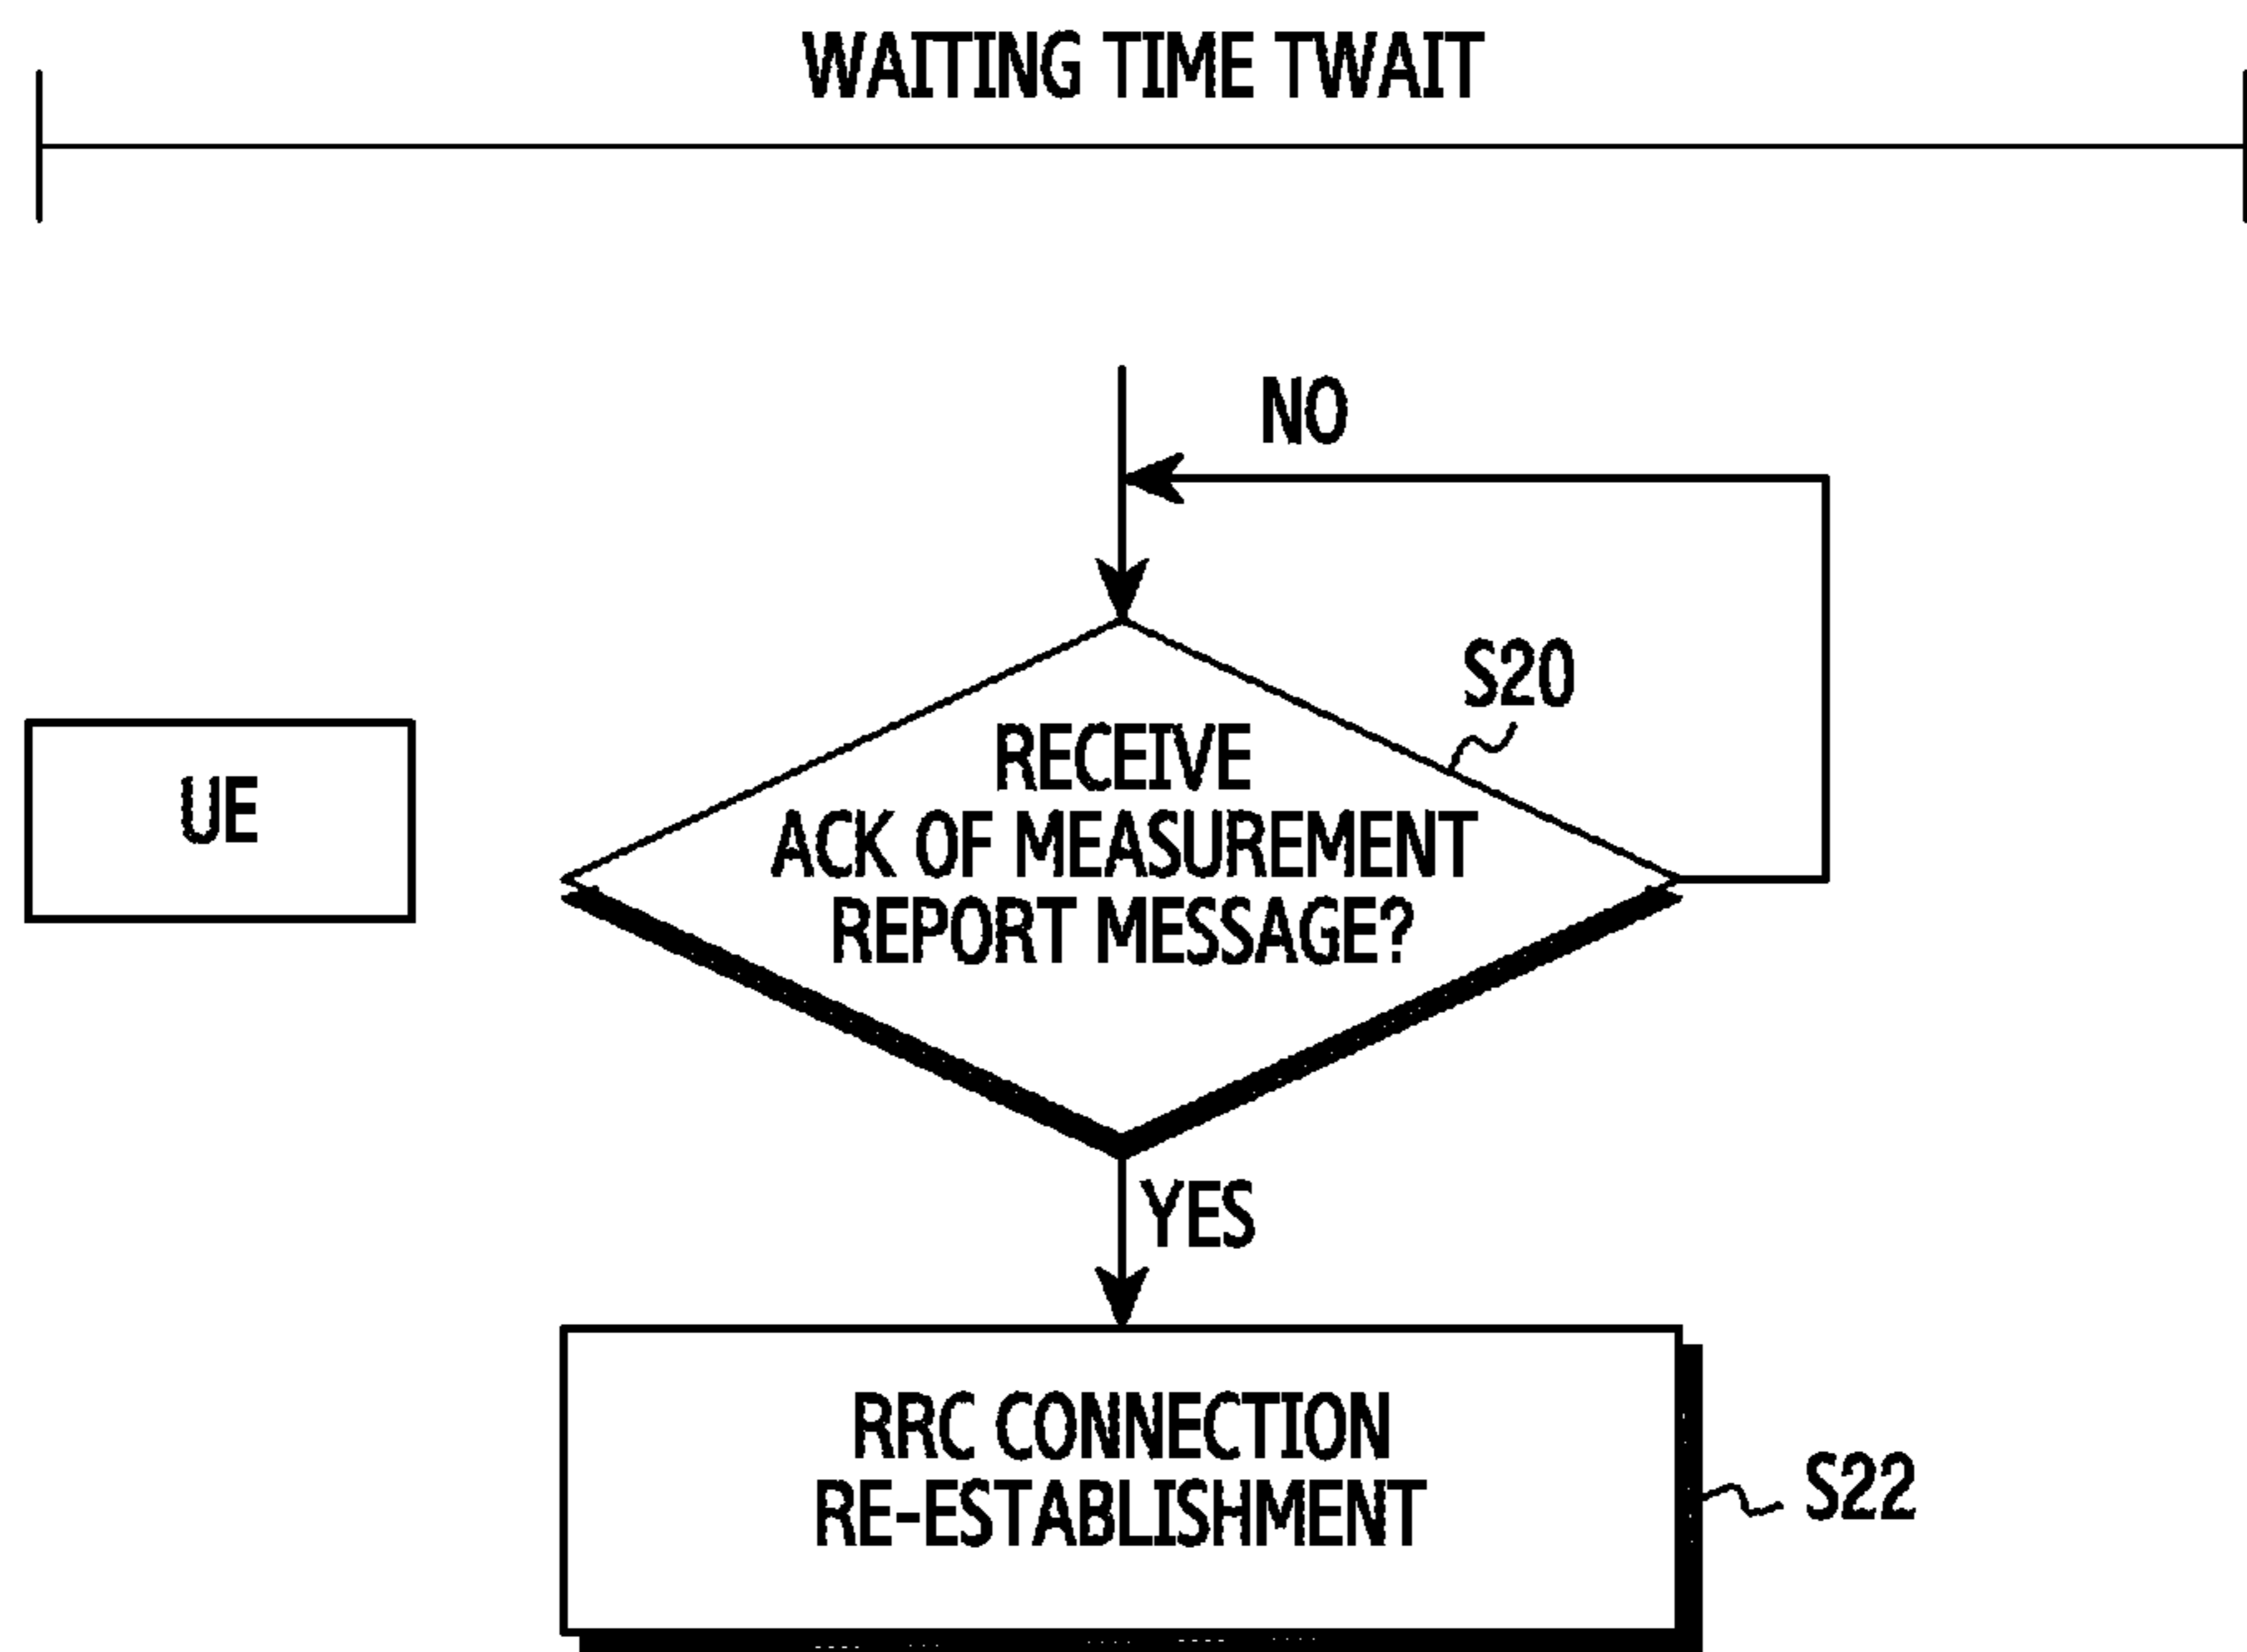 WAITING TIME TWAIT
NO
S20
UE
RECEIVE
ACK OF MEASUREMENT
REPORT MESSAGE?
YES
RRC CONNECTION
RE-ESTABLISHMENT
S22